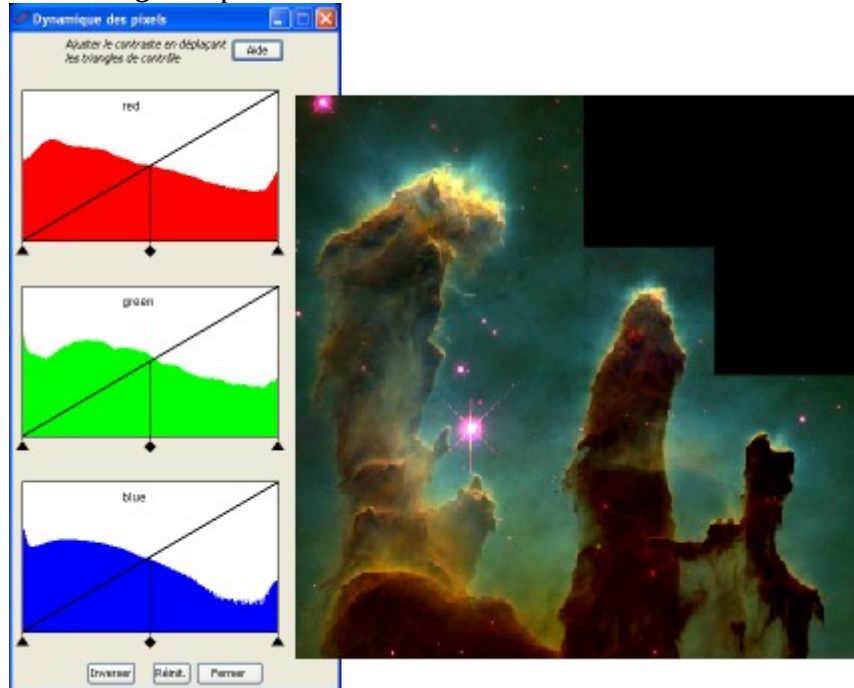 Dynamique des pixels
Ajuster le contraste en déplaçant
les triangles de contrôle
Aide
red
green
blue
Inverser Réinit. Fermer